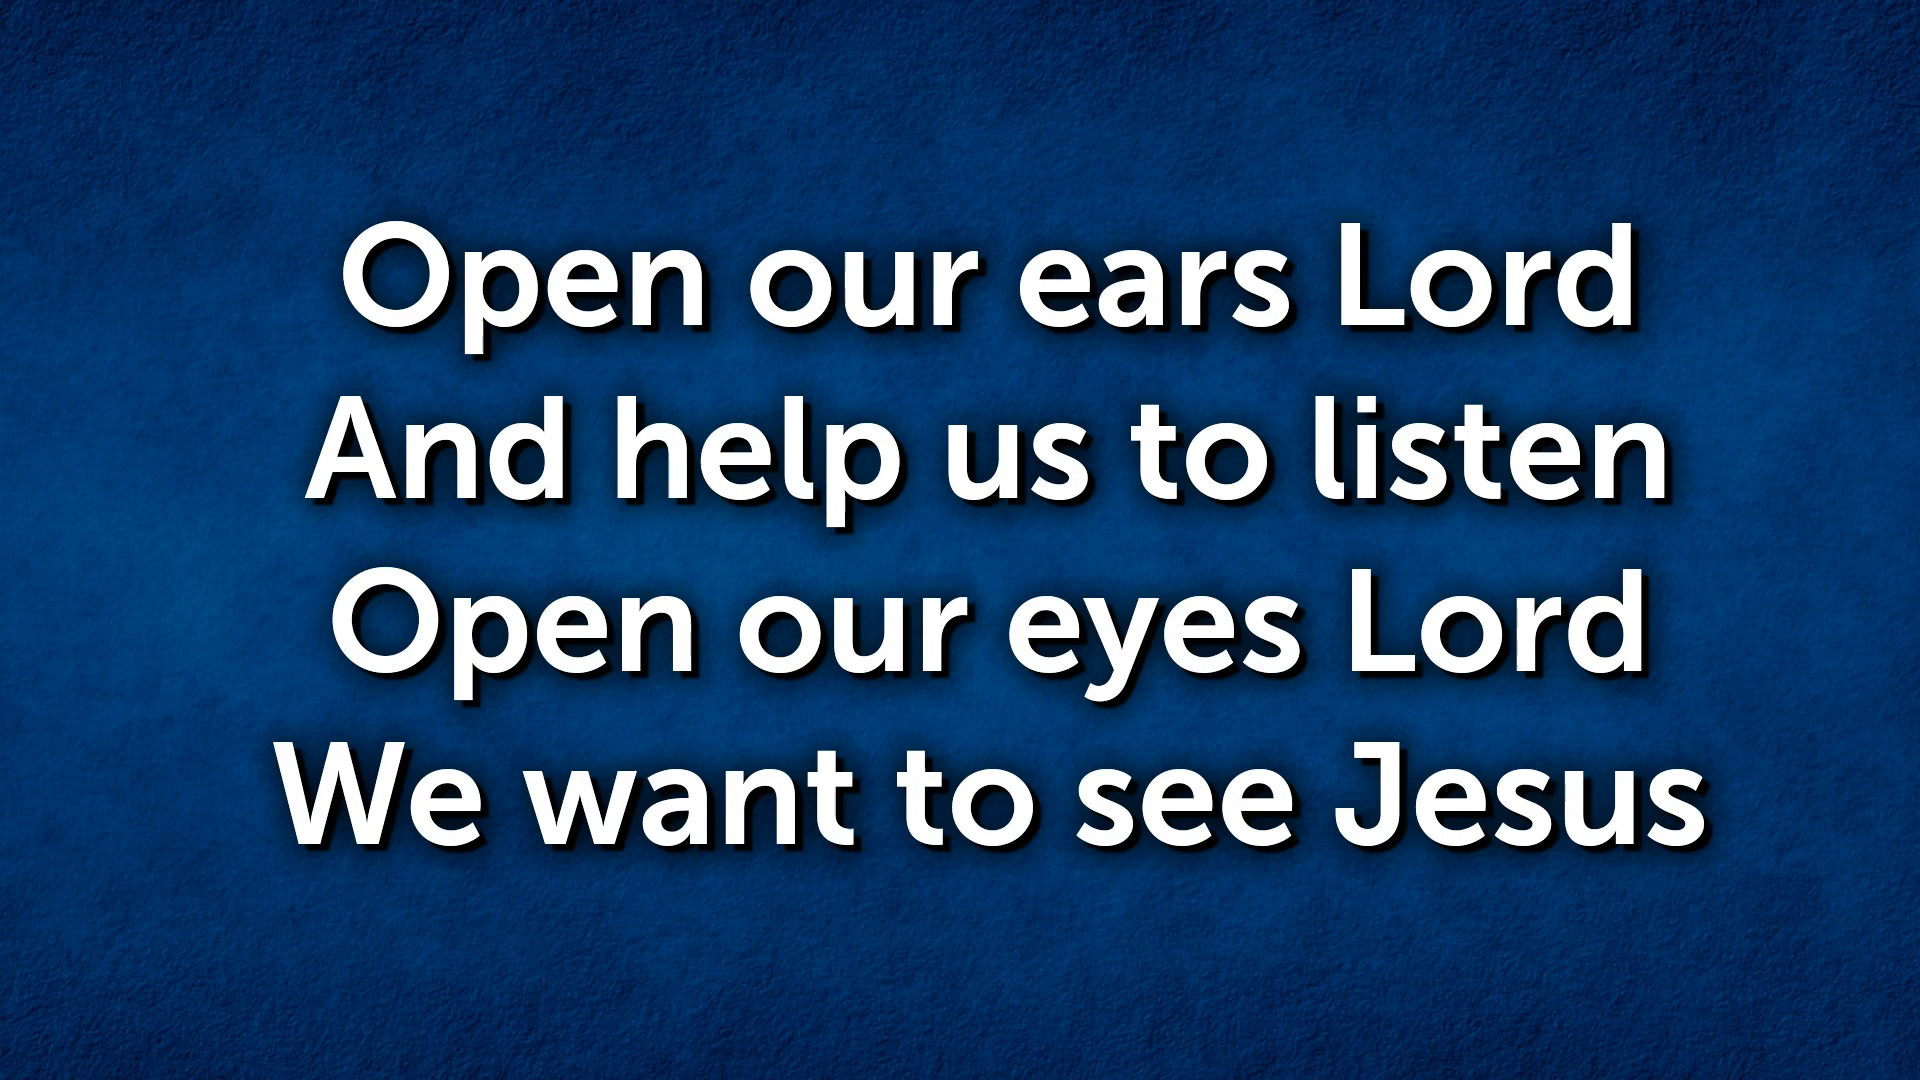 Open our ears Lord
And help us to listen
Open our eyes Lord
We want to see Jesus